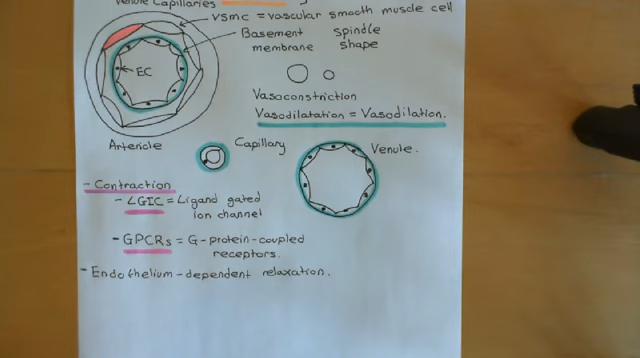 Venule Capillaries
VSMC = vascular smooth muscle cell
Basement membrane
spindle shape
EC
Vasoconstriction
Vasodilatation = Vasodilation.
Arteriole
Capillary
Venule.
- Contraction
- LGIC = Ligand gated
ion channel
- GPCRs = G-protein-coupled
receptors.
- Endothelium-dependent relaxation.